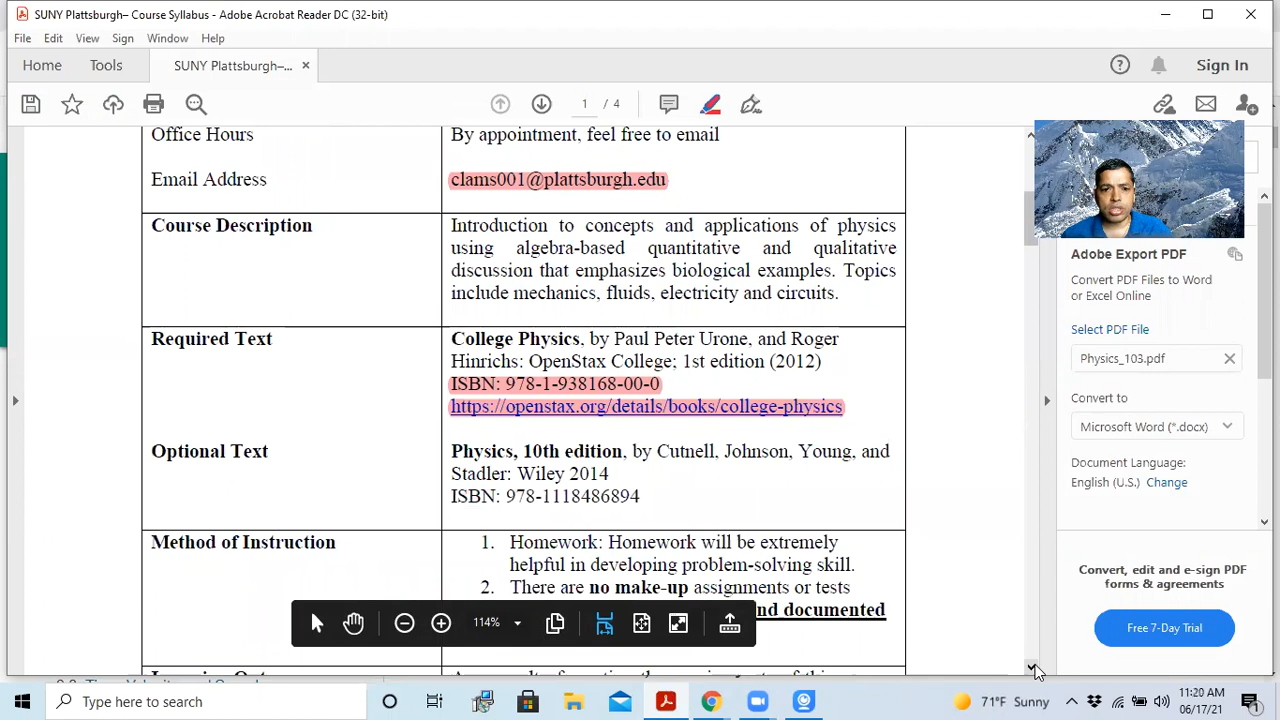 SUNY Plattsburgh– Course Syllabus - Adobe Acrobat Reader DC (32-bit)
File Edit View Sign Window Help
Home Tools SUNY Plattsburgh–... × Sign In
1 / 4
Office Hours By appointment, feel free to email
Email Address clams001@plattsburgh.edu
Course Description Introduction to concepts and applications of physics
using algebra-based quantitative and qualitative
discussion that emphasizes biological examples. Topics
include mechanics, fluids, electricity and circuits.
Required Text College Physics, by Paul Peter Urone, and Roger
Hinrichs: OpenStax College; 1st edition (2012)
ISBN: 978-1-938168-00-0
https://openstax.org/details/books/college-physics
Optional Text Physics, 10th edition, by Cutnell, Johnson, Young, and
Stadler: Wiley 2014
ISBN: 978-1118486894
Method of Instruction 1. Homework: Homework will be extremely
helpful in developing problem-solving skill.
2. There are no make-up assignments or tests
nd documented
Adobe Export PDF
Convert PDF Files to Word
or Excel Online
Select PDF File
Physics_103.pdf
Convert to
Microsoft Word (*.docx)
Document Language:
English (U.S.) Change
Convert, edit and e-sign PDF
forms & agreements
Free 7-Day Trial
114%
Type here to search
71°F Sunny
11:20 AM
06/17/21
1